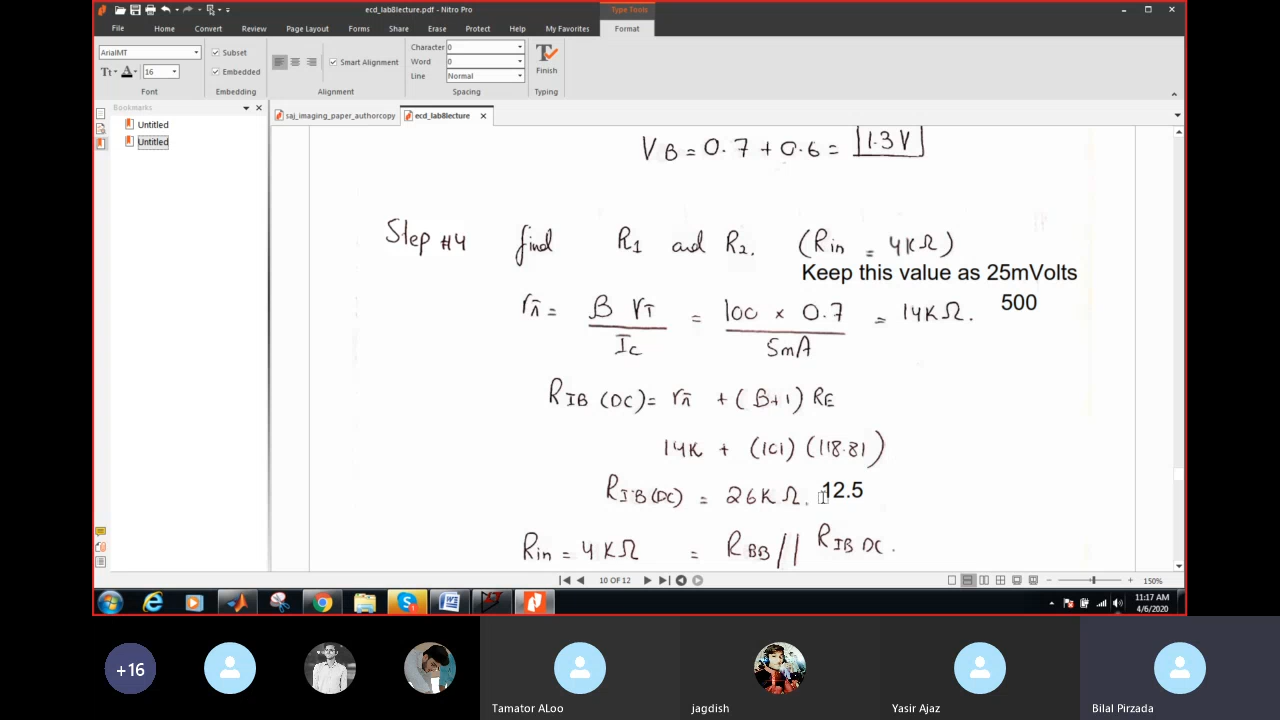 ecd_lab8lecture.pdf - Nitro Pro
Type Tools
File Home Convert Review Page Layout Forms Share Erase Protect Help My Favorites Format
ArialMT
Subset
16
Embedded
Font
Embedding
Smart Alignment
Alignment
Character 0
Word 0
Line Normal
Spacing
Finish
Typing
Bookmarks
Untitled
Untitled
saj_imaging_paper_authorcopy
ecd_lab8lecture
VB = 0.7 + 0.6 = 1.3 V
Step #4 find R1 and R2. (Rin = 4KΩ)
Keep this value as 25mVolts
rπ = β VT / Ic = 100 × 0.7 / 5mA = 14KΩ. 500
RIB (DC) = rπ + (β+1) RE
14K + (101) (118.81)
RIB(DC) = 26KΩ. 12.5
Rin = 4KΩ = RBB // RIB DC.
10 OF 12
150%
11:17 AM
4/6/2020
+16
Tamator ALoo
jagdish
Yasir Ajaz
Bilal Pirzada